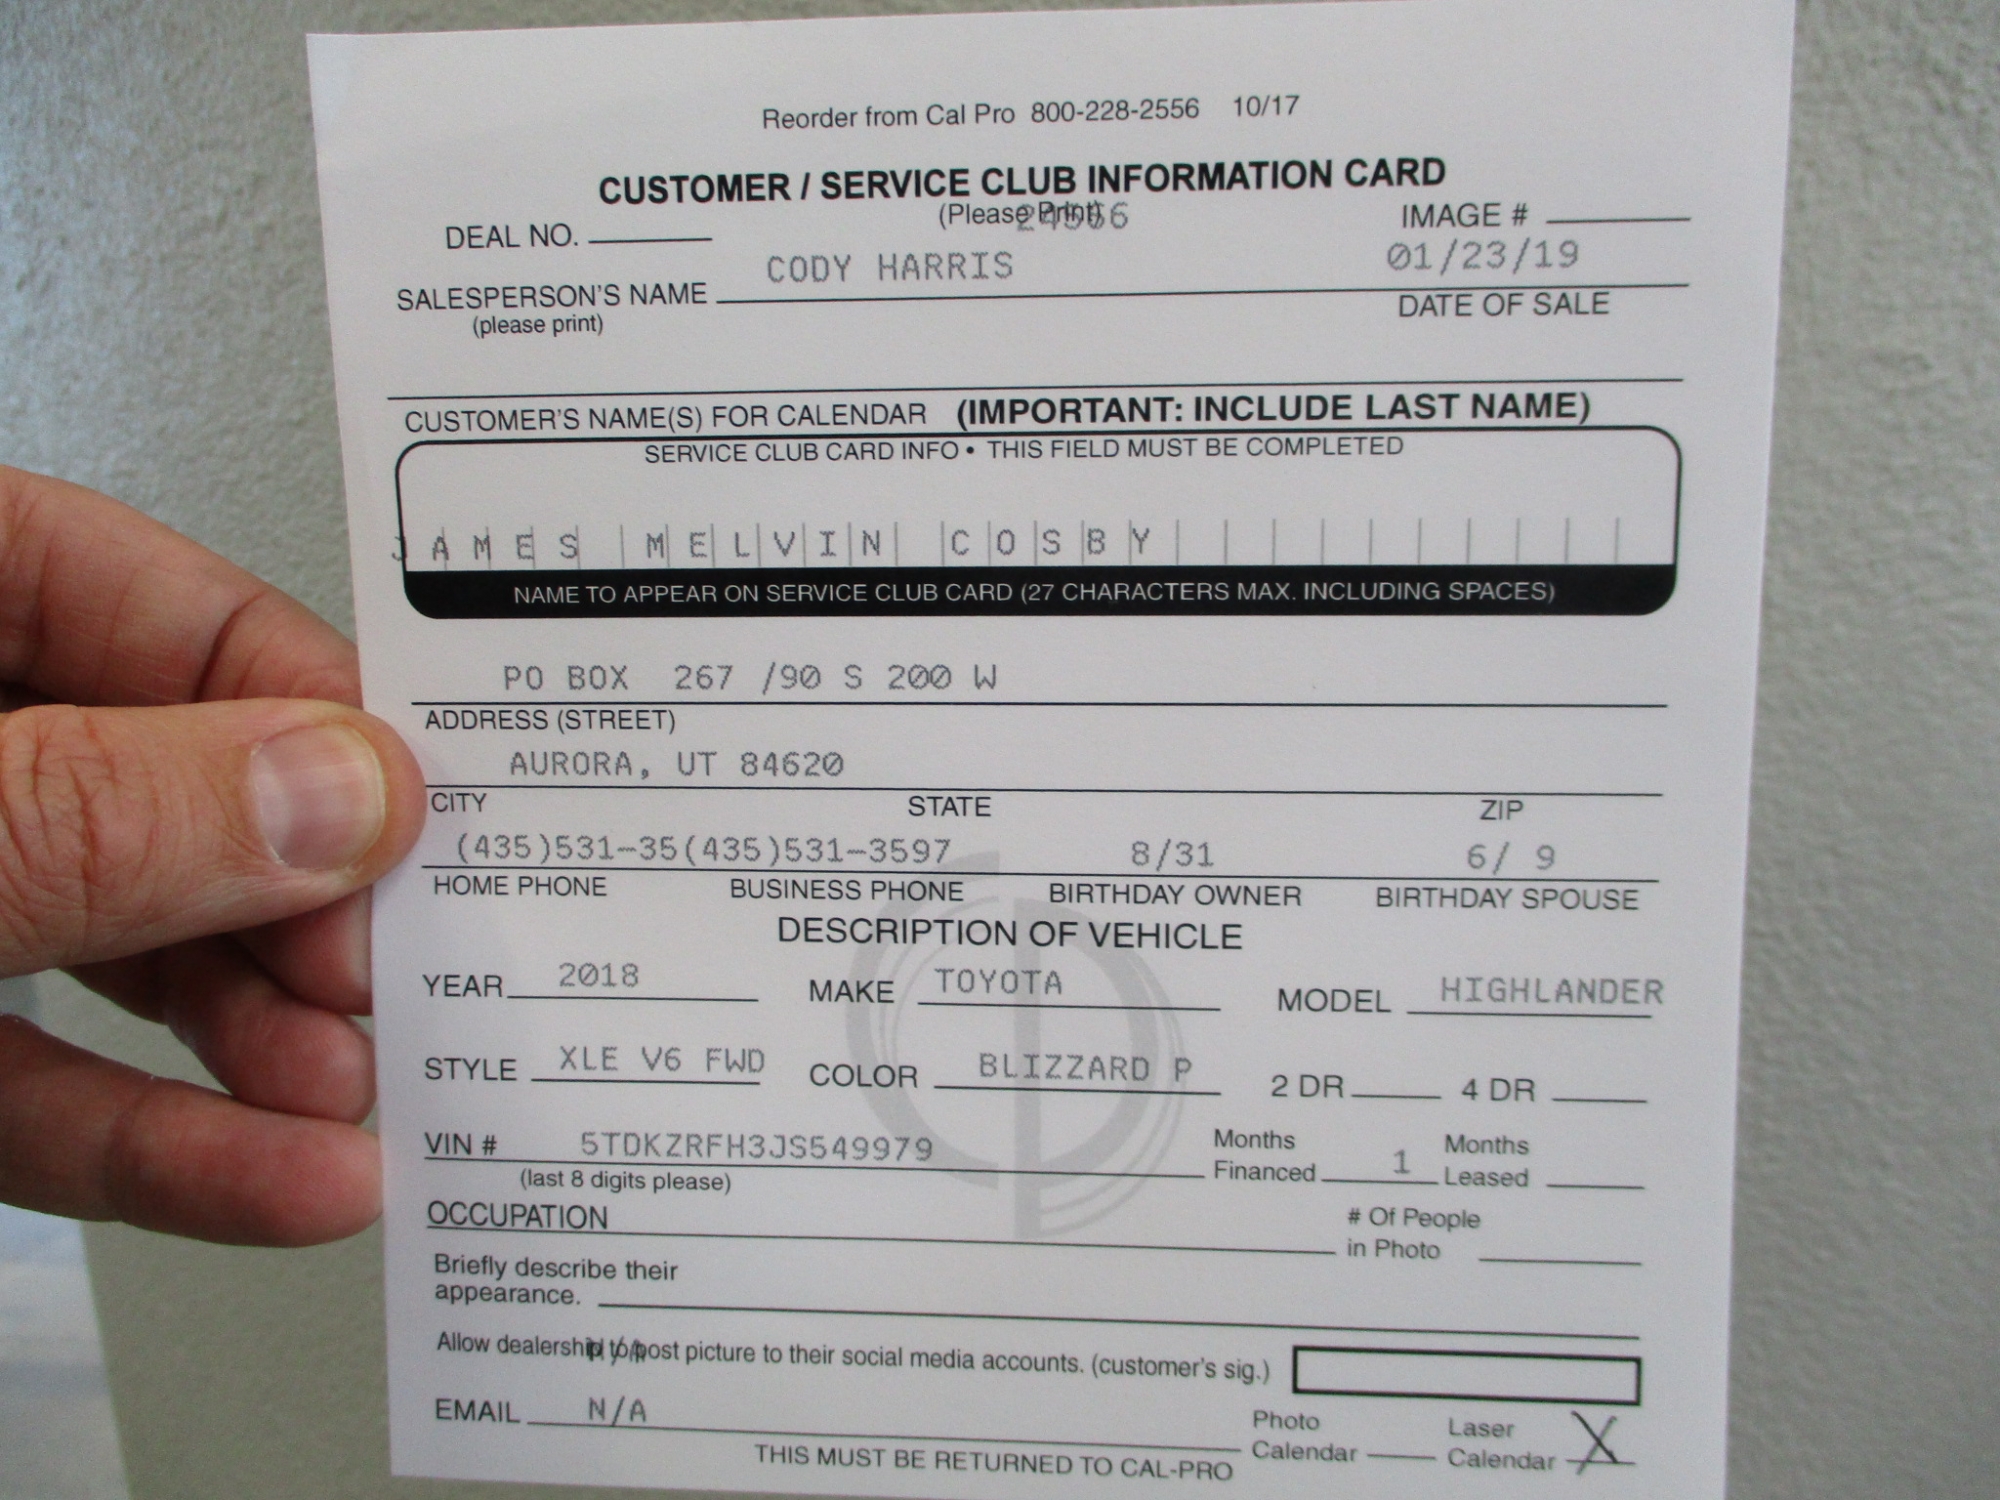 Reorder from Cal Pro 800-228-2556 10/17
CUSTOMER / SERVICE CLUB INFORMATION CARD
(Please Print)
DEAL NO. IMAGE #
CODY HARRIS 01/23/19
SALESPERSON'S NAME DATE OF SALE
(please print)
CUSTOMER'S NAME(S) FOR CALENDAR (IMPORTANT: INCLUDE LAST NAME)
SERVICE CLUB CARD INFO • THIS FIELD MUST BE COMPLETED
JAMES MELVIN COSBY
NAME TO APPEAR ON SERVICE CLUB CARD (27 CHARACTERS MAX. INCLUDING SPACES)
PO BOX 267 /90 S 200 W
ADDRESS (STREET)
AURORA, UT 84620
CITY STATE ZIP
(435)531-35(435)531-3597 8/31 6/ 9
HOME PHONE BUSINESS PHONE BIRTHDAY OWNER BIRTHDAY SPOUSE
DESCRIPTION OF VEHICLE
YEAR 2018 MAKE TOYOTA MODEL HIGHLANDER
STYLE XLE V6 FWD COLOR BLIZZARD P 2 DR 4 DR
VIN # 5TDKZRFH3JS549979 Months Financed 1 Months Leased
(last 8 digits please)
OCCUPATION # Of People in Photo
Briefly describe their
appearance.
Allow dealership to post picture to their social media accounts. (customer's sig.)
EMAIL N/A Photo Calendar Laser Calendar X
THIS MUST BE RETURNED TO CAL-PRO